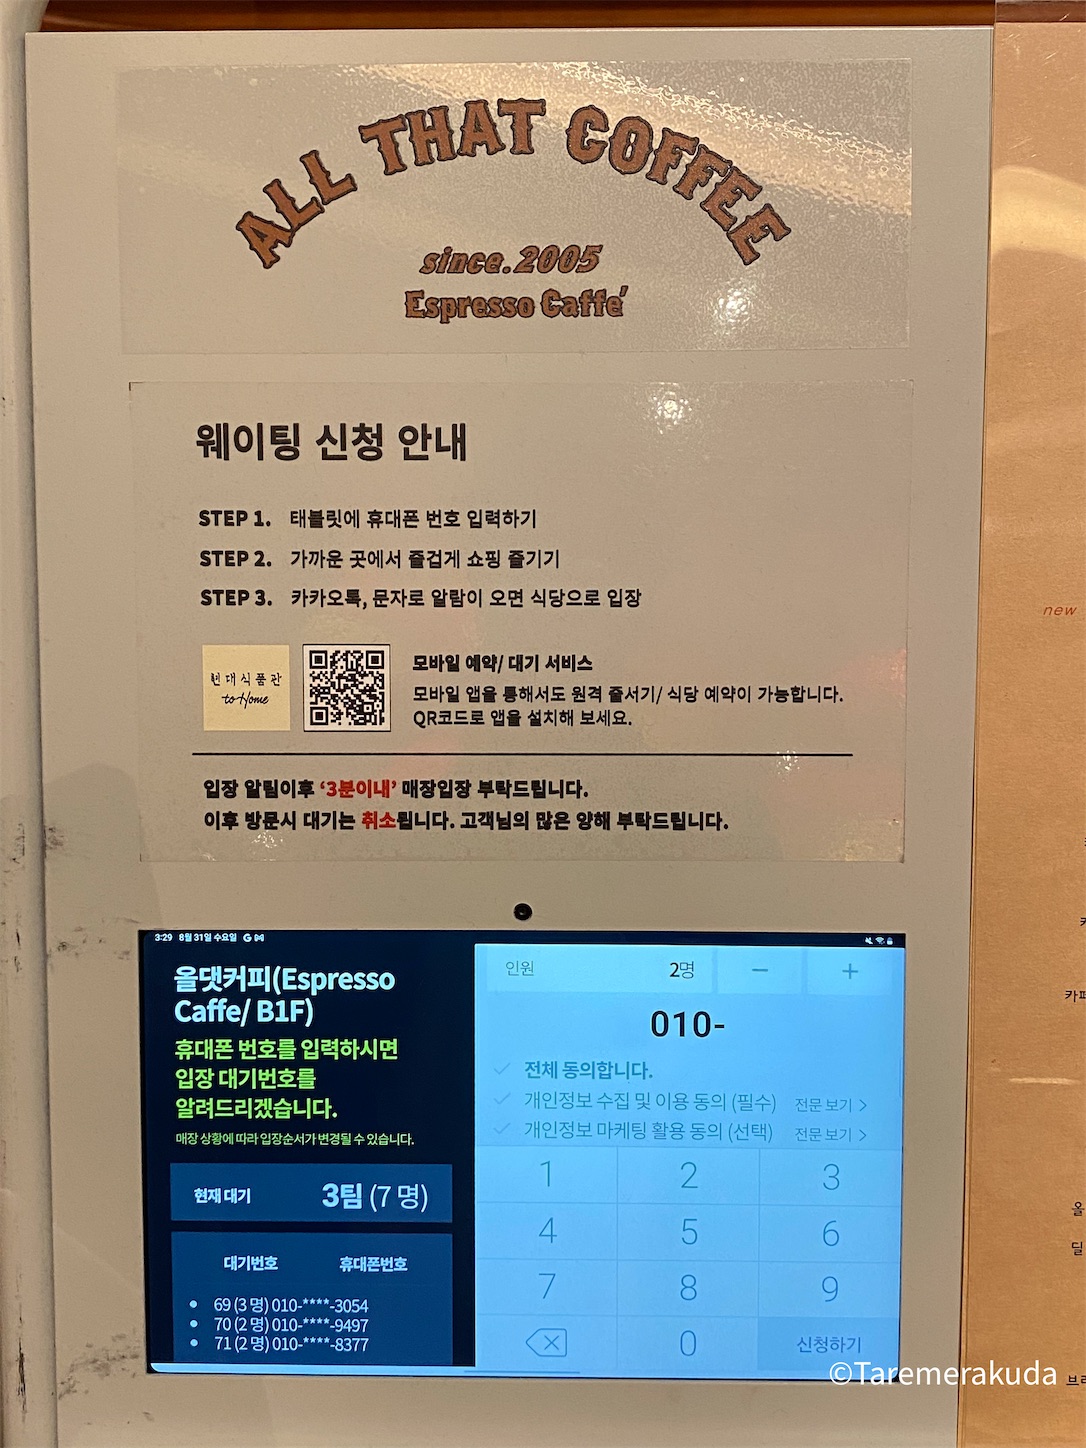 ALL THAT COFFEE
since.2005
Espresso Caffe'
웨이팅 신청 안내
STEP 1. 태블릿에 휴대폰 번호 입력하기
STEP 2. 가까운 곳에서 즐겁게 쇼핑 즐기기
STEP 3. 카카오톡, 문자로 알람이 오면 식당으로 입장
현대식품관
to Home
모바일 예약/ 대기 서비스
모바일 앱을 통해서도 원격 줄서기/ 식당 예약이 가능합니다.
QR코드로 앱을 설치해 보세요.
입장 알림이후 ‘3분이내’ 매장입장 부탁드립니다.
이후 방문시 대기는 취소됩니다. 고객님의 많은 양해 부탁드립니다.
3:29 8월 31일 수요일
올댓커피(Espresso
Caffe/ B1F)
휴대폰 번호를 입력하시면
입장 대기번호를
알려드리겠습니다.
매장 상황에 따라 입장순서가 변경될 수 있습니다.
현재 대기 3팀 (7 명)
대기번호 휴대폰번호
69 (3 명) 010-****-3054
70 (2 명) 010-****-9497
71 (2 명) 010-****-8377
인원 2명 − +
010-
전체 동의합니다.
개인정보 수집 및 이용 동의 (필수) 전문 보기 >
개인정보 마케팅 활용 동의 (선택) 전문 보기 >
1 2 3
4 5 6
7 8 9
0 신청하기
new
카페
올
딜
브레
©Taremerakuda